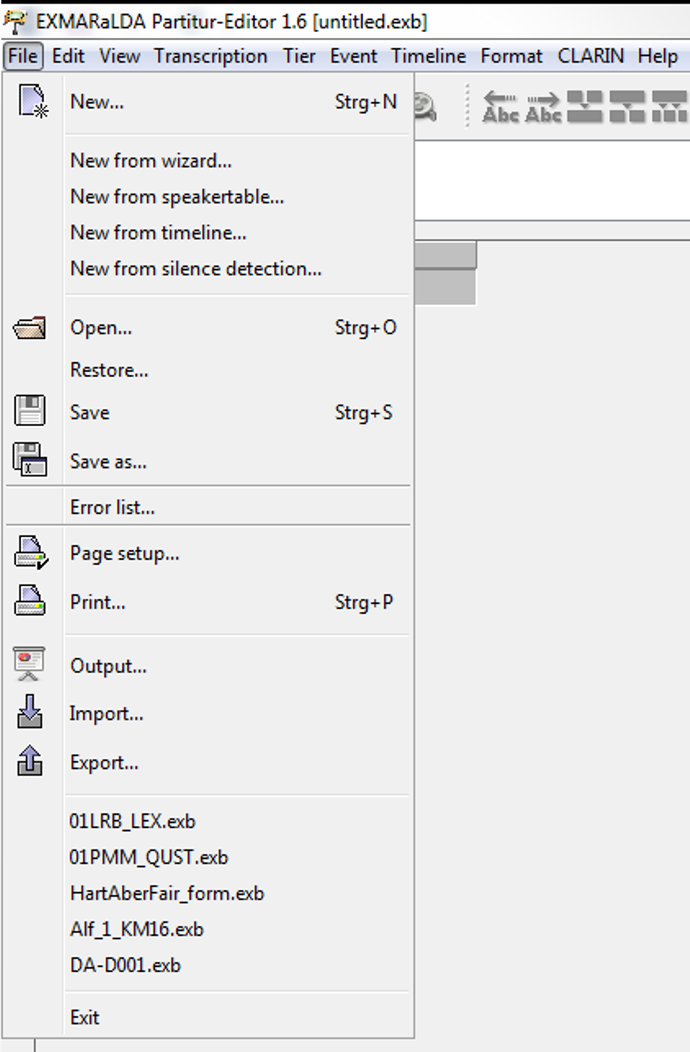 EXMARaLDA Partitur-Editor 1.6 [untitled.exb]
File Edit View Transcription Tier Event Timeline Format CLARIN Help
New... Strg+N
Abc Abc
New from wizard...
New from speakertable...
New from timeline...
New from silence detection...
Open... Strg+O
Restore...
Save Strg+S
Save as...
Error list...
Page setup...
Print... Strg+P
Output...
Import...
Export...
01LRB_LEX.exb
01PMM_QUST.exb
HartAberFair_form.exb
Alf_1_KM16.exb
DA-D001.exb
Exit